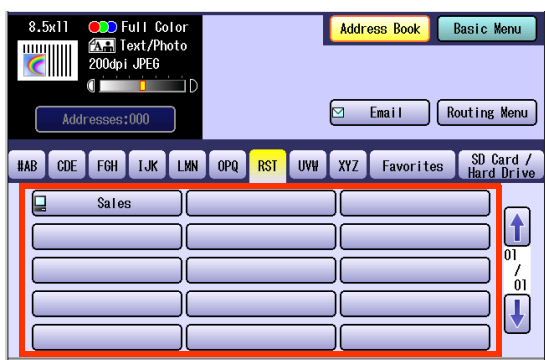 8.5x11 Full Color
A Text/Photo
200dpi JPEG
Addresses:000
Address Book
Basic Menu
Email
Routing Menu
#AB CDE FGH IJK LMN OPQ RST UVW XYZ Favorites SD Card /
Hard Drive
Sales
01
/
01